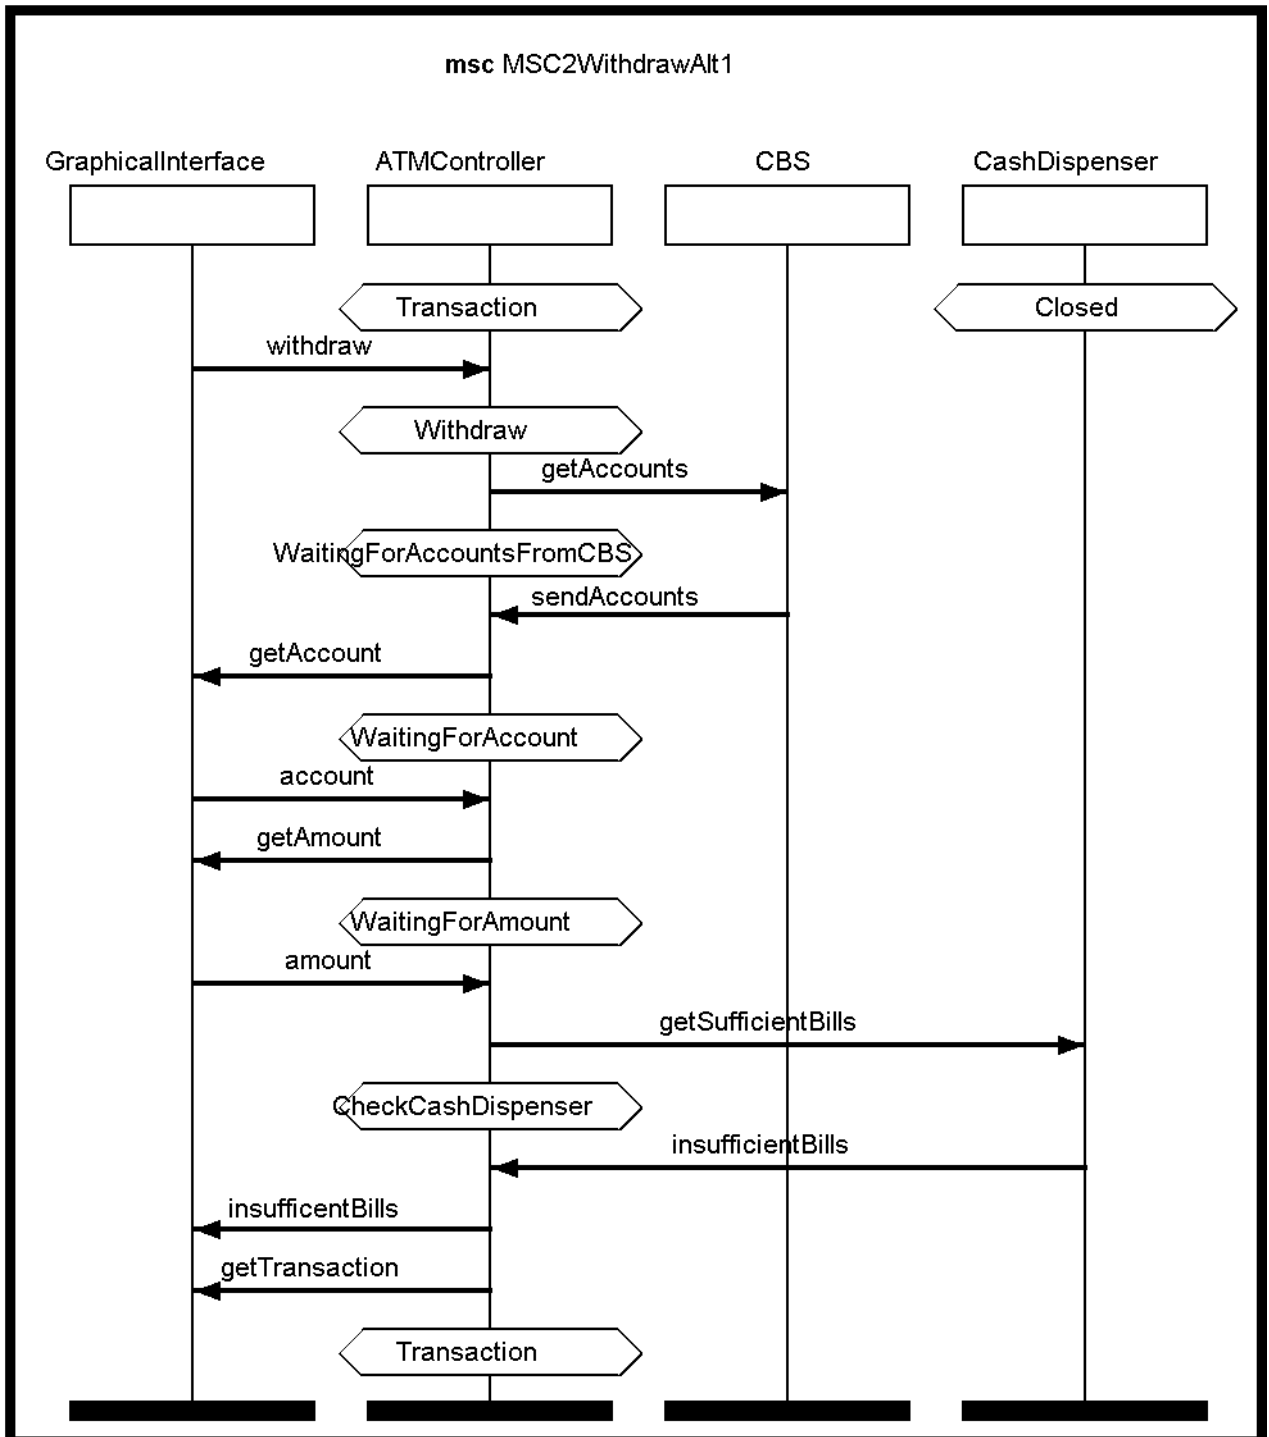 msc MSC2WithdrawAlt1
GraphicalInterface ATMController CBS CashDispenser
Transaction Closed
withdraw
Withdraw
getAccounts
WaitingForAccountsFromCBS
sendAccounts
getAccount
WaitingForAccount
account
getAmount
WaitingForAmount
amount
getSufficientBills
CheckCashDispenser
insufficientBills
insufficentBills
getTransaction
Transaction